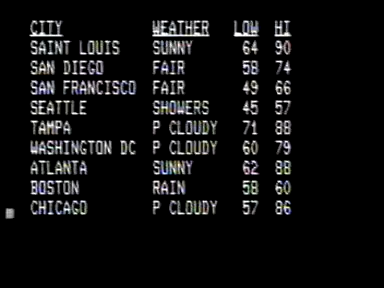 CITY WEATHER LOW HI
SAINT LOUIS SUNNY 64 90
SAN DIEGO FAIR 58 74
SAN FRANCISCO FAIR 49 66
SEATTLE SHOWERS 45 57
TAMPA P CLOUDY 71 88
WASHINGTON DC P CLOUDY 60 79
ATLANTA SUNNY 62 88
BOSTON RAIN 58 60
CHICAGO P CLOUDY 57 86